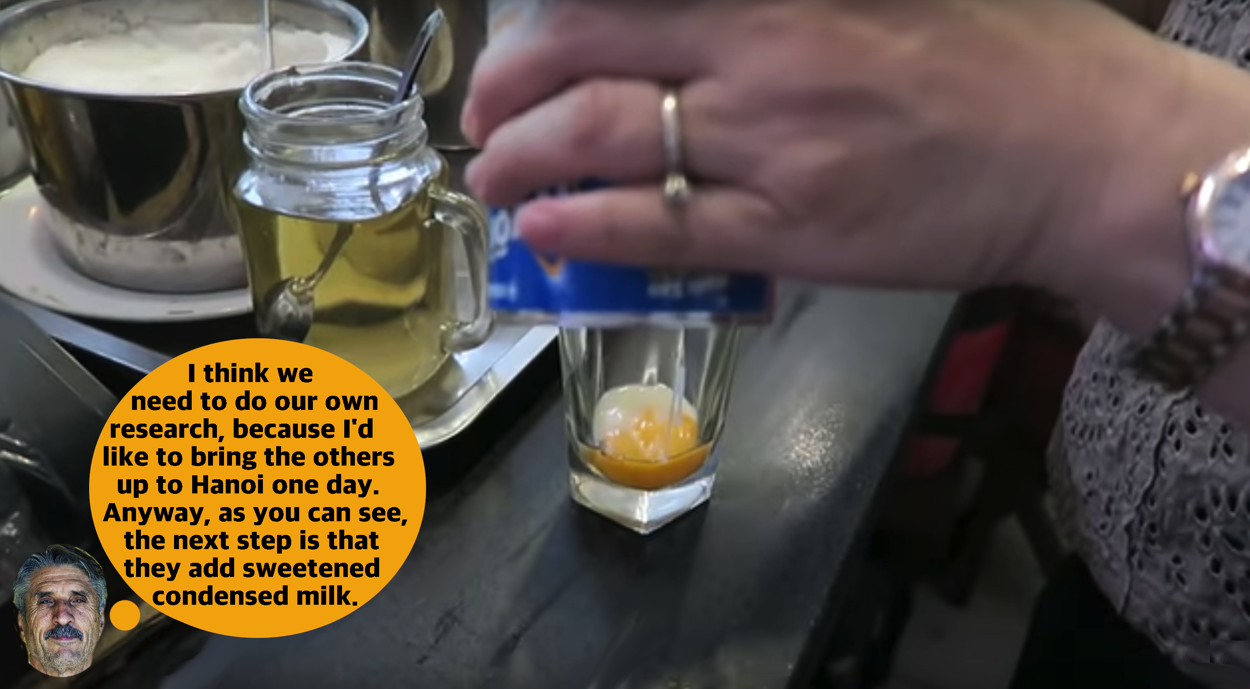 I think we
need to do our own
research, because I'd
like to bring the others
up to Hanoi one day.
Anyway, as you can see,
the next step is that
they add sweetened
condensed milk.